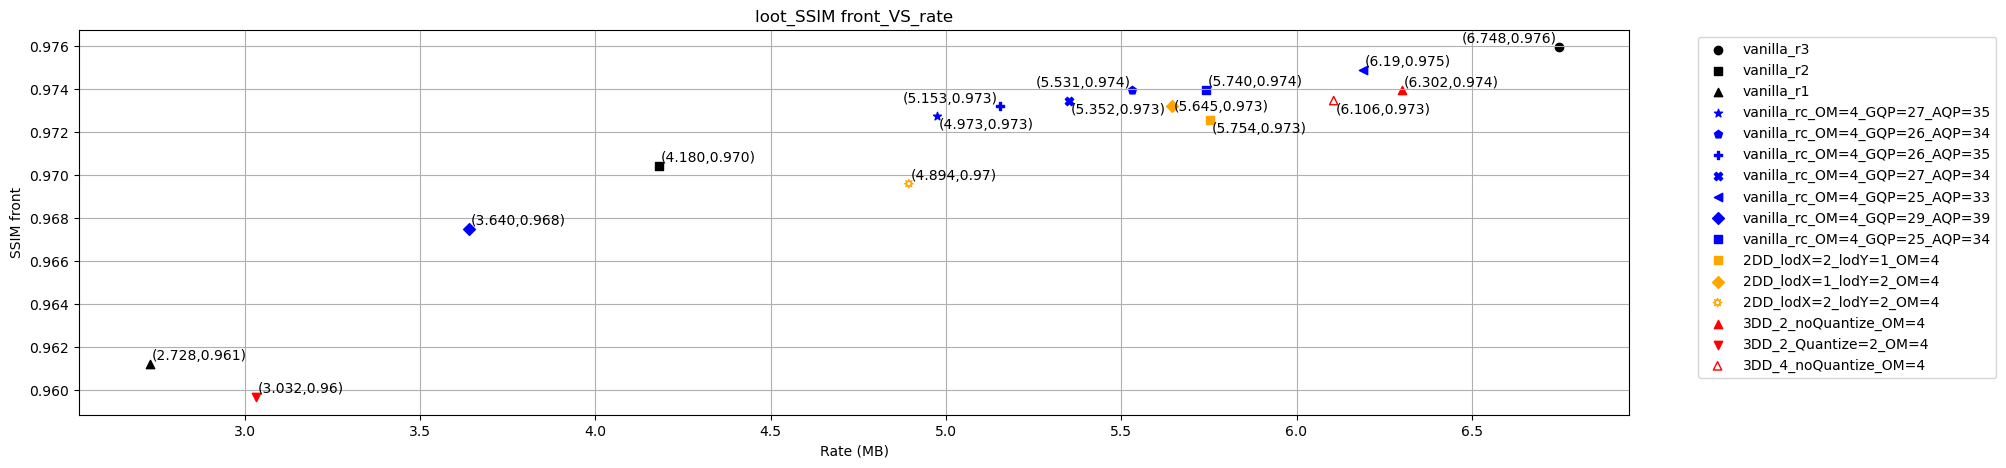 loot_SSIM front_VS_rate
SSIM front
0.976
0.974
0.972
0.970
0.968
0.966
0.964
0.962
0.960
(6.748,0.976)
(6.19,0.975)
(6.302,0.974)
(5.531,0.974)
(5.740,0.974)
(5.153,0.973)
(5.352,0.973)
(5.645,0.973)
(6.106,0.973)
(4.973,0.973)
(5.754,0.973)
(4.180,0.970)
(4.894,0.97)
(3.640,0.968)
(2.728,0.961)
(3.032,0.96)
3.0
3.5
4.0
4.5
5.0
5.5
6.0
6.5
Rate (MB)
vanilla_r3
vanilla_r2
vanilla_r1
vanilla_rc_OM=4_GQP=27_AQP=35
vanilla_rc_OM=4_GQP=26_AQP=34
vanilla_rc_OM=4_GQP=26_AQP=35
vanilla_rc_OM=4_GQP=27_AQP=34
vanilla_rc_OM=4_GQP=25_AQP=33
vanilla_rc_OM=4_GQP=29_AQP=39
vanilla_rc_OM=4_GQP=25_AQP=34
2DD_lodX=2_lodY=1_OM=4
2DD_lodX=1_lodY=2_OM=4
2DD_lodX=2_lodY=2_OM=4
3DD_2_noQuantize_OM=4
3DD_2_Quantize=2_OM=4
3DD_4_noQuantize_OM=4